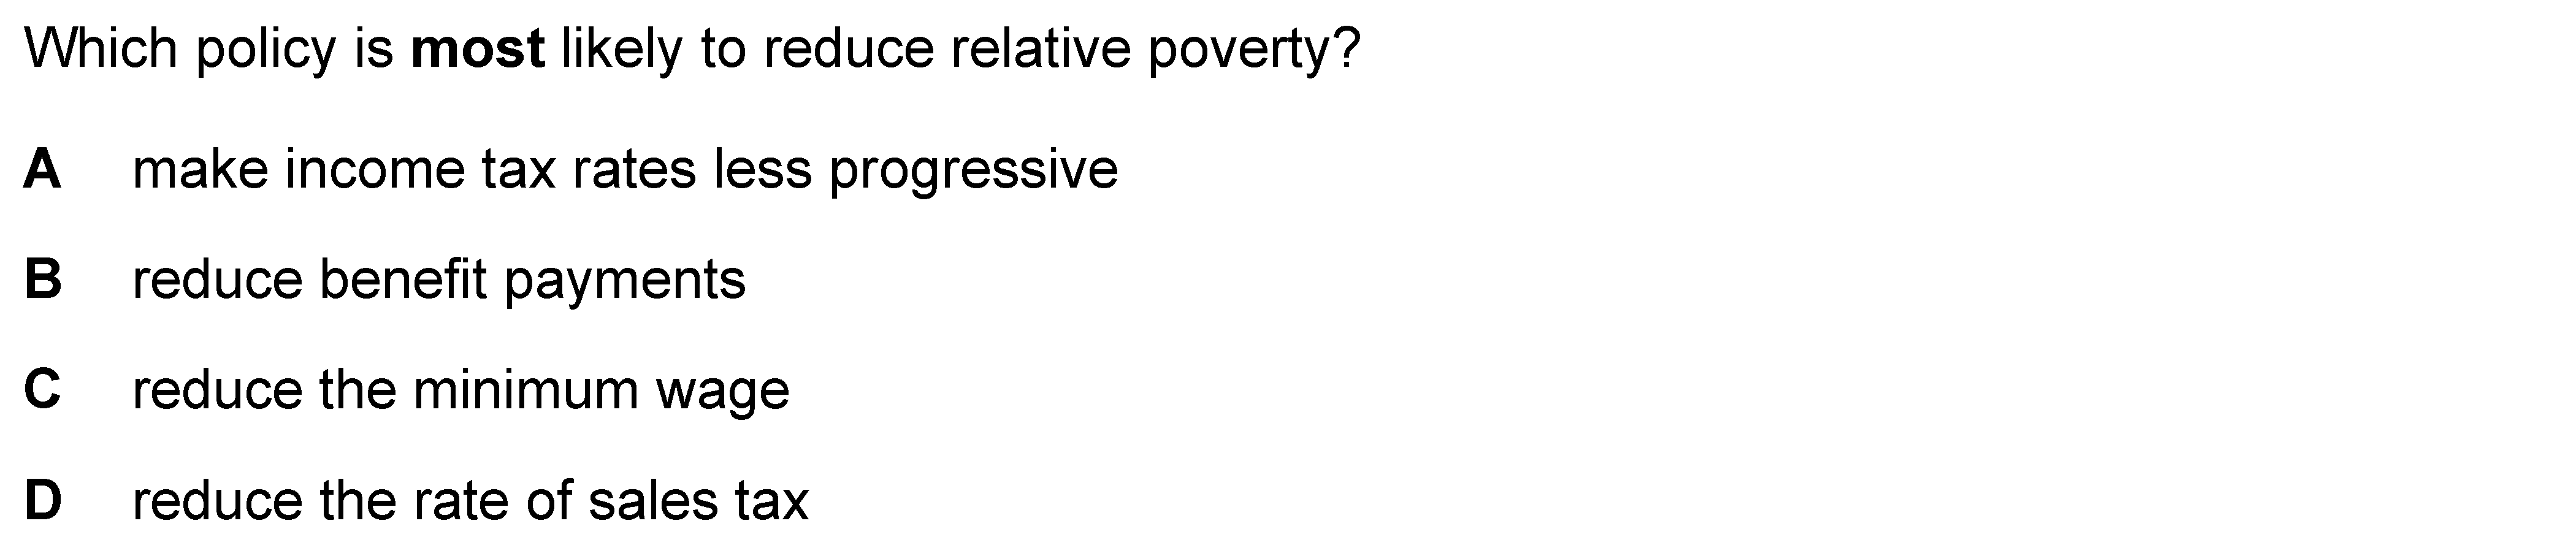 Which policy is most likely to reduce relative poverty?
A make income tax rates less progressive
B reduce benefit payments
C reduce the minimum wage
D reduce the rate of sales tax